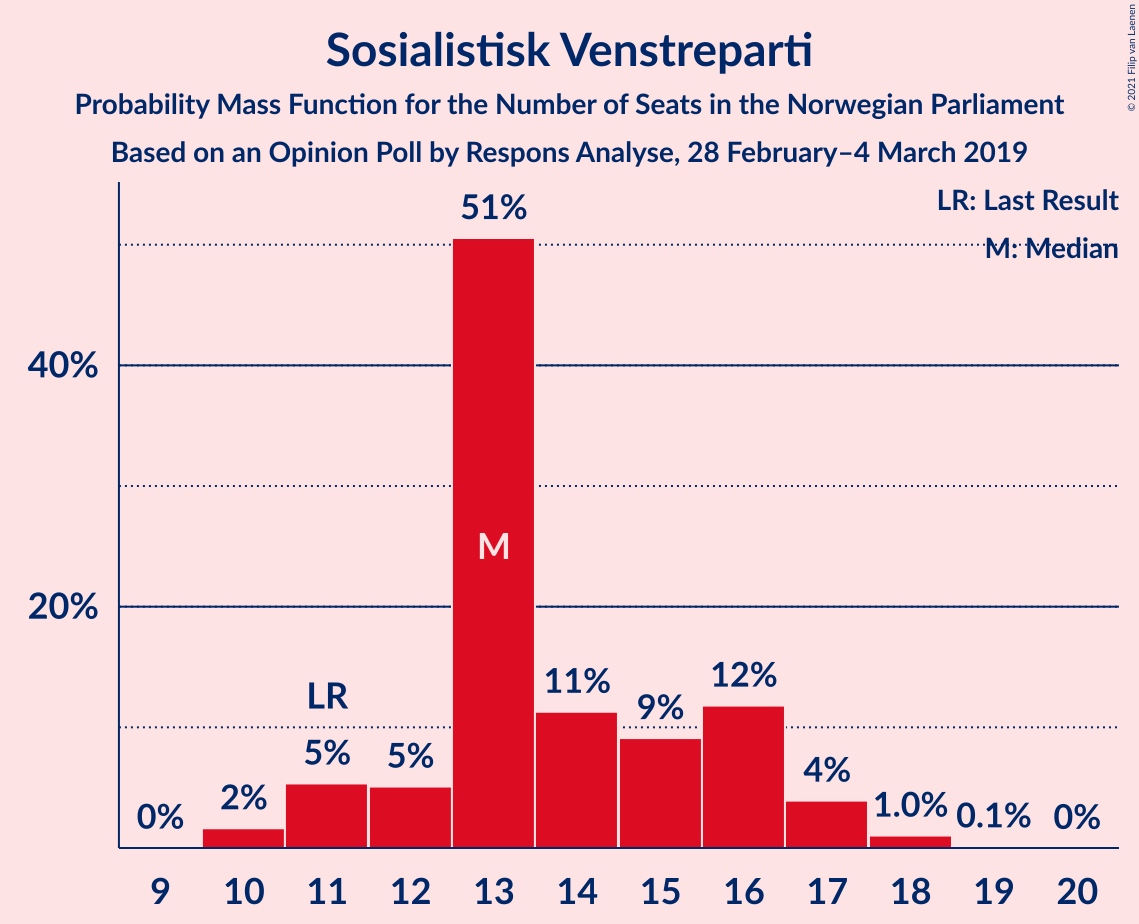 © 2021 Filip van Laenen
Sosialistisk Venstreparti
Probability Mass Function for the Number of Seats in the Norwegian Parliament
Based on an Opinion Poll by Respons Analyse, 28 February–4 March 2019
LR: Last Result
M: Median
51%
40%
M
20%
LR
0%
2%
5%
5%
11%
9%
12%
4%
1.0%
0.1%
0%
9 10 11 12 13 14 15 16 17 18 19 20